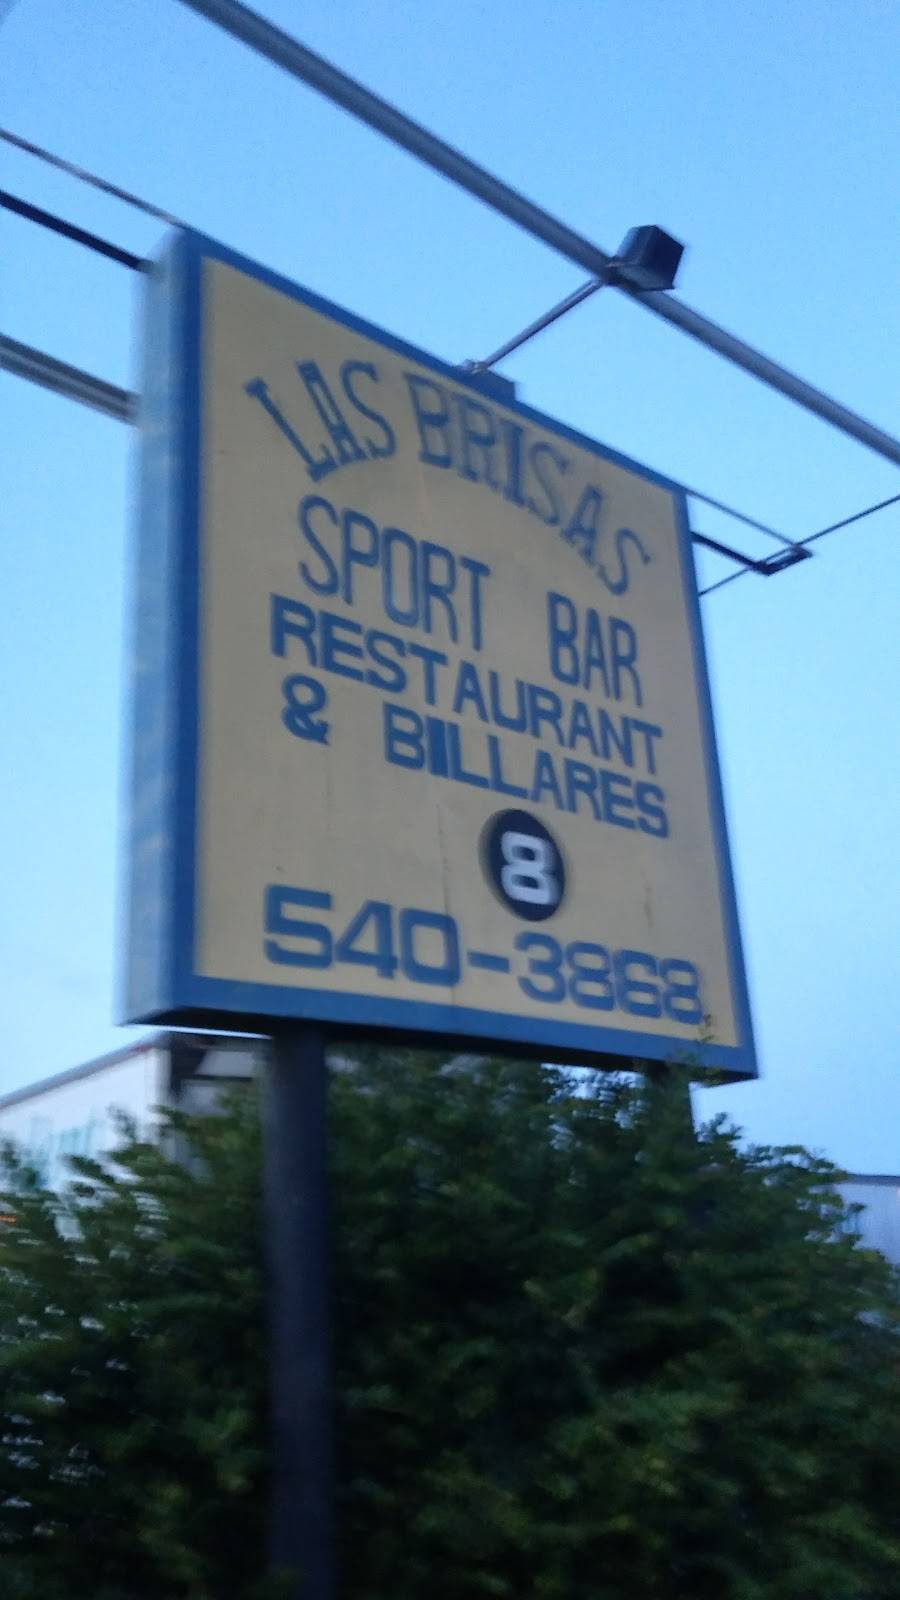 LAS BRISAS
SPORT BAR
RESTAURANT
& BILLARES
8
540-3868